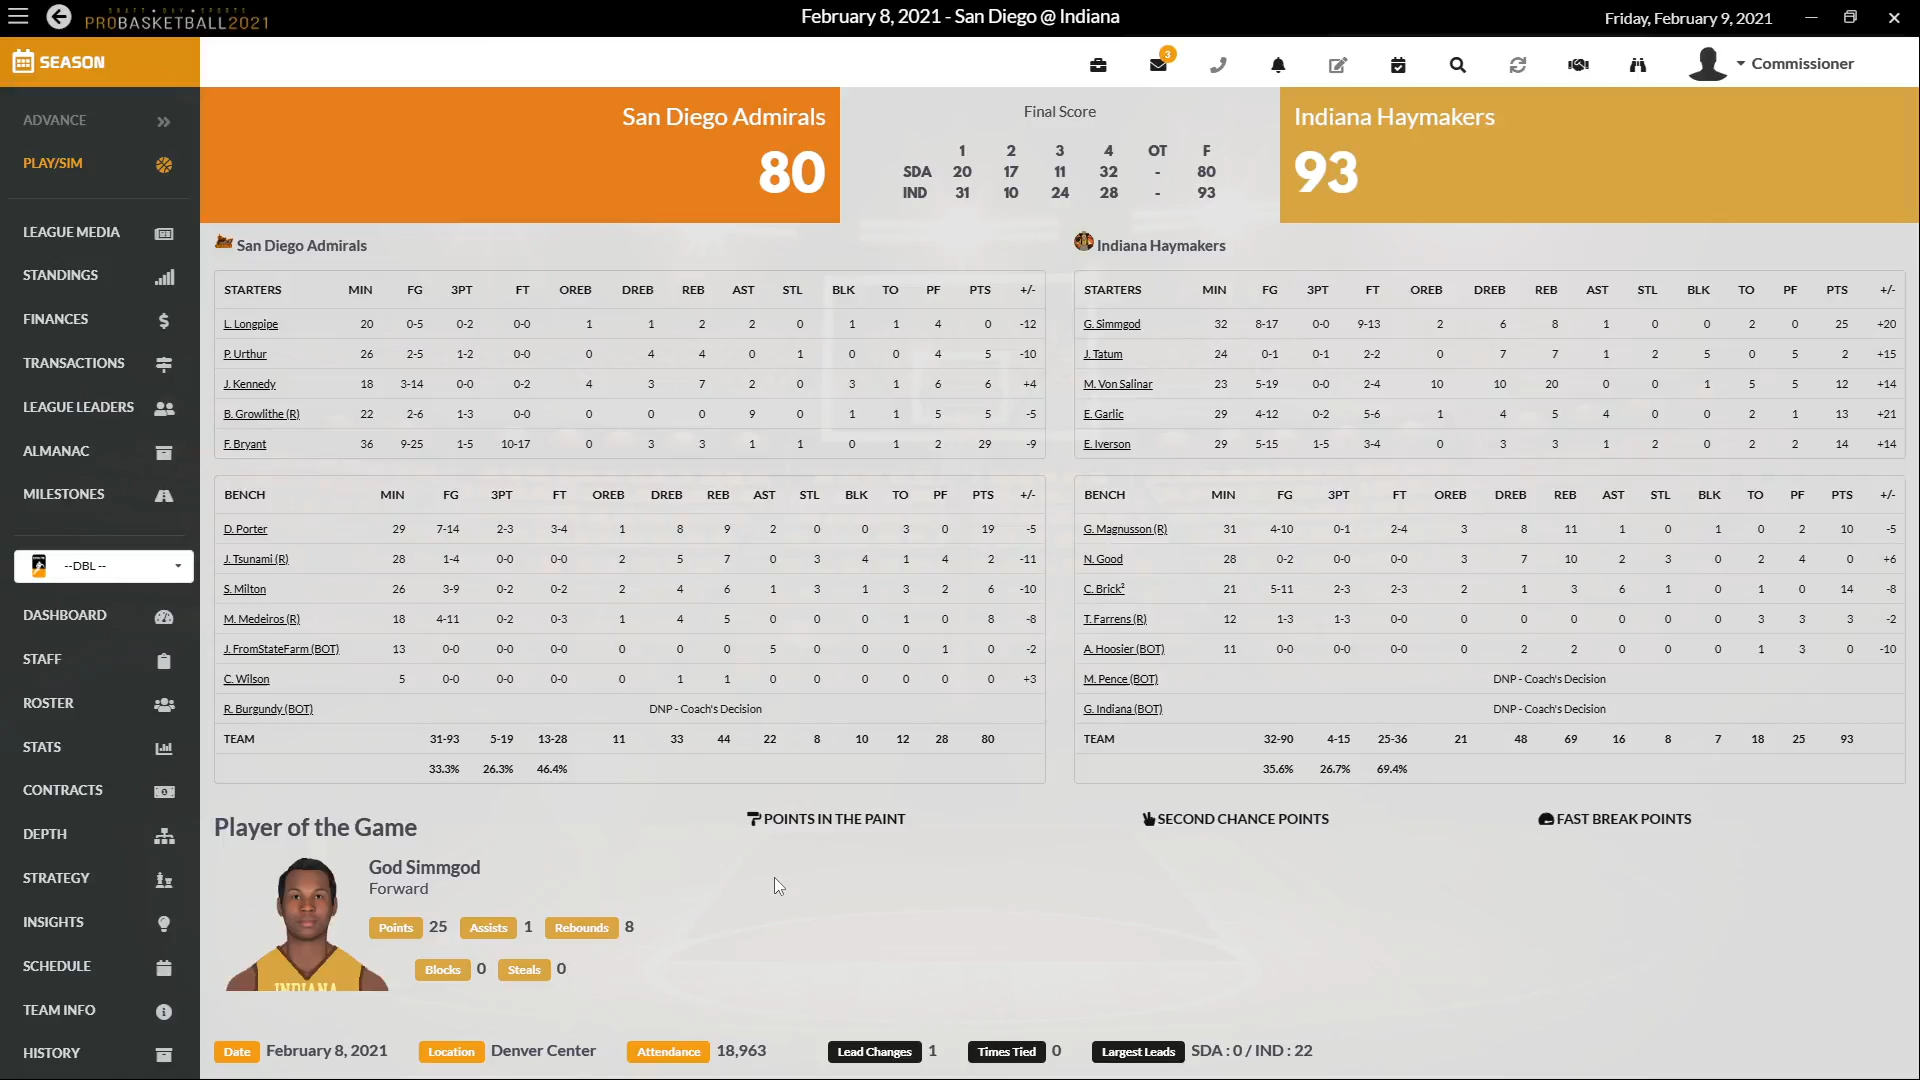 DRAFT • DAY • SPORTS
PROBASKETBALL2021
February 8, 2021 - San Diego @ Indiana
Friday, February 9, 2021
SEASON
3
Commissioner
ADVANCE
PLAY/SIM
LEAGUE MEDIA
STANDINGS
FINANCES
TRANSACTIONS
LEAGUE LEADERS
ALMANAC
MILESTONES
--DBL--
DASHBOARD
STAFF
ROSTER
STATS
CONTRACTS
DEPTH
STRATEGY
INSIGHTS
SCHEDULE
TEAM INFO
HISTORY
San Diego Admirals
80
Final Score
1 2 3 4 OT F
SDA 20 17 11 32 - 80
IND 31 10 24 28 - 93
Indiana Haymakers
93
San Diego Admirals
STARTERS MIN FG 3PT FT OREB DREB REB AST STL BLK TO PF PTS +/-
L. Longpipe 20 0-5 0-2 0-0 1 1 2 2 0 1 1 4 0 -12
P. Urthur 26 2-5 1-2 0-0 0 4 4 0 1 0 0 4 5 -10
J. Kennedy 18 3-14 0-0 0-2 4 3 7 2 0 3 1 6 6 +4
B. Growlithe (R) 22 2-6 1-3 0-0 0 0 0 9 0 1 1 5 5 -5
F. Bryant 36 9-25 1-5 10-17 0 3 3 1 1 0 1 2 29 -9
BENCH MIN FG 3PT FT OREB DREB REB AST STL BLK TO PF PTS +/-
D. Porter 29 7-14 2-3 3-4 1 8 9 2 0 0 3 0 19 -5
J. Tsunami (R) 28 1-4 0-0 0-0 2 5 7 0 3 4 1 4 2 -11
S. Milton 26 3-9 0-2 0-2 2 4 6 1 3 1 3 2 6 -10
M. Medeiros (R) 18 4-11 0-2 0-3 1 4 5 0 0 0 1 0 8 -8
J. FromStateFarm (BOT) 13 0-0 0-0 0-0 0 0 0 5 0 0 0 1 0 -2
C. Wilson 5 0-0 0-0 0-0 0 1 1 0 0 0 0 0 0 +3
R. Burgundy (BOT) DNP - Coach's Decision
TEAM 31-93 5-19 13-28 11 33 44 22 8 10 12 28 80
33.3% 26.3% 46.4%
Indiana Haymakers
STARTERS MIN FG 3PT FT OREB DREB REB AST STL BLK TO PF PTS +/-
G. Simmgod 32 8-17 0-0 9-13 2 6 8 1 0 0 2 0 25 +20
J. Tatum 24 0-1 0-1 2-2 0 7 7 1 2 5 0 5 2 +15
M. Von Salinar 23 5-19 0-0 2-4 10 10 20 0 0 1 5 5 12 +14
E. Garlic 29 4-12 0-2 5-6 1 4 5 4 0 0 2 1 13 +21
E. Iverson 29 5-15 1-5 3-4 0 3 3 1 2 0 2 2 14 +14
BENCH MIN FG 3PT FT OREB DREB REB AST STL BLK TO PF PTS +/-
G. Magnusson (R) 31 4-10 0-1 2-4 3 8 11 1 0 1 0 2 10 -5
N. Good 28 0-2 0-0 0-0 3 7 10 2 3 0 2 4 0 +6
C. Brick² 21 5-11 2-3 2-3 2 1 3 6 1 0 1 0 14 -8
T. Farrens (R) 12 1-3 1-3 0-0 0 0 0 0 0 0 3 3 3 -2
A. Hoosier (BOT) 11 0-0 0-0 0-0 0 2 2 0 0 0 1 3 0 -10
M. Pence (BOT) DNP - Coach's Decision
G. Indiana (BOT) DNP - Coach's Decision
TEAM 32-90 4-15 25-36 21 48 69 16 8 7 18 25 93
35.6% 26.7% 69.4%
Player of the Game
God Simmgod
Forward
Points 25 Assists 1 Rebounds 8
Blocks 0 Steals 0
INDIANA
POINTS IN THE PAINT
SECOND CHANCE POINTS
FAST BREAK POINTS
Date February 8, 2021 Location Denver Center Attendance 18,963 Lead Changes 1 Times Tied 0 Largest Leads SDA : 0 / IND : 22